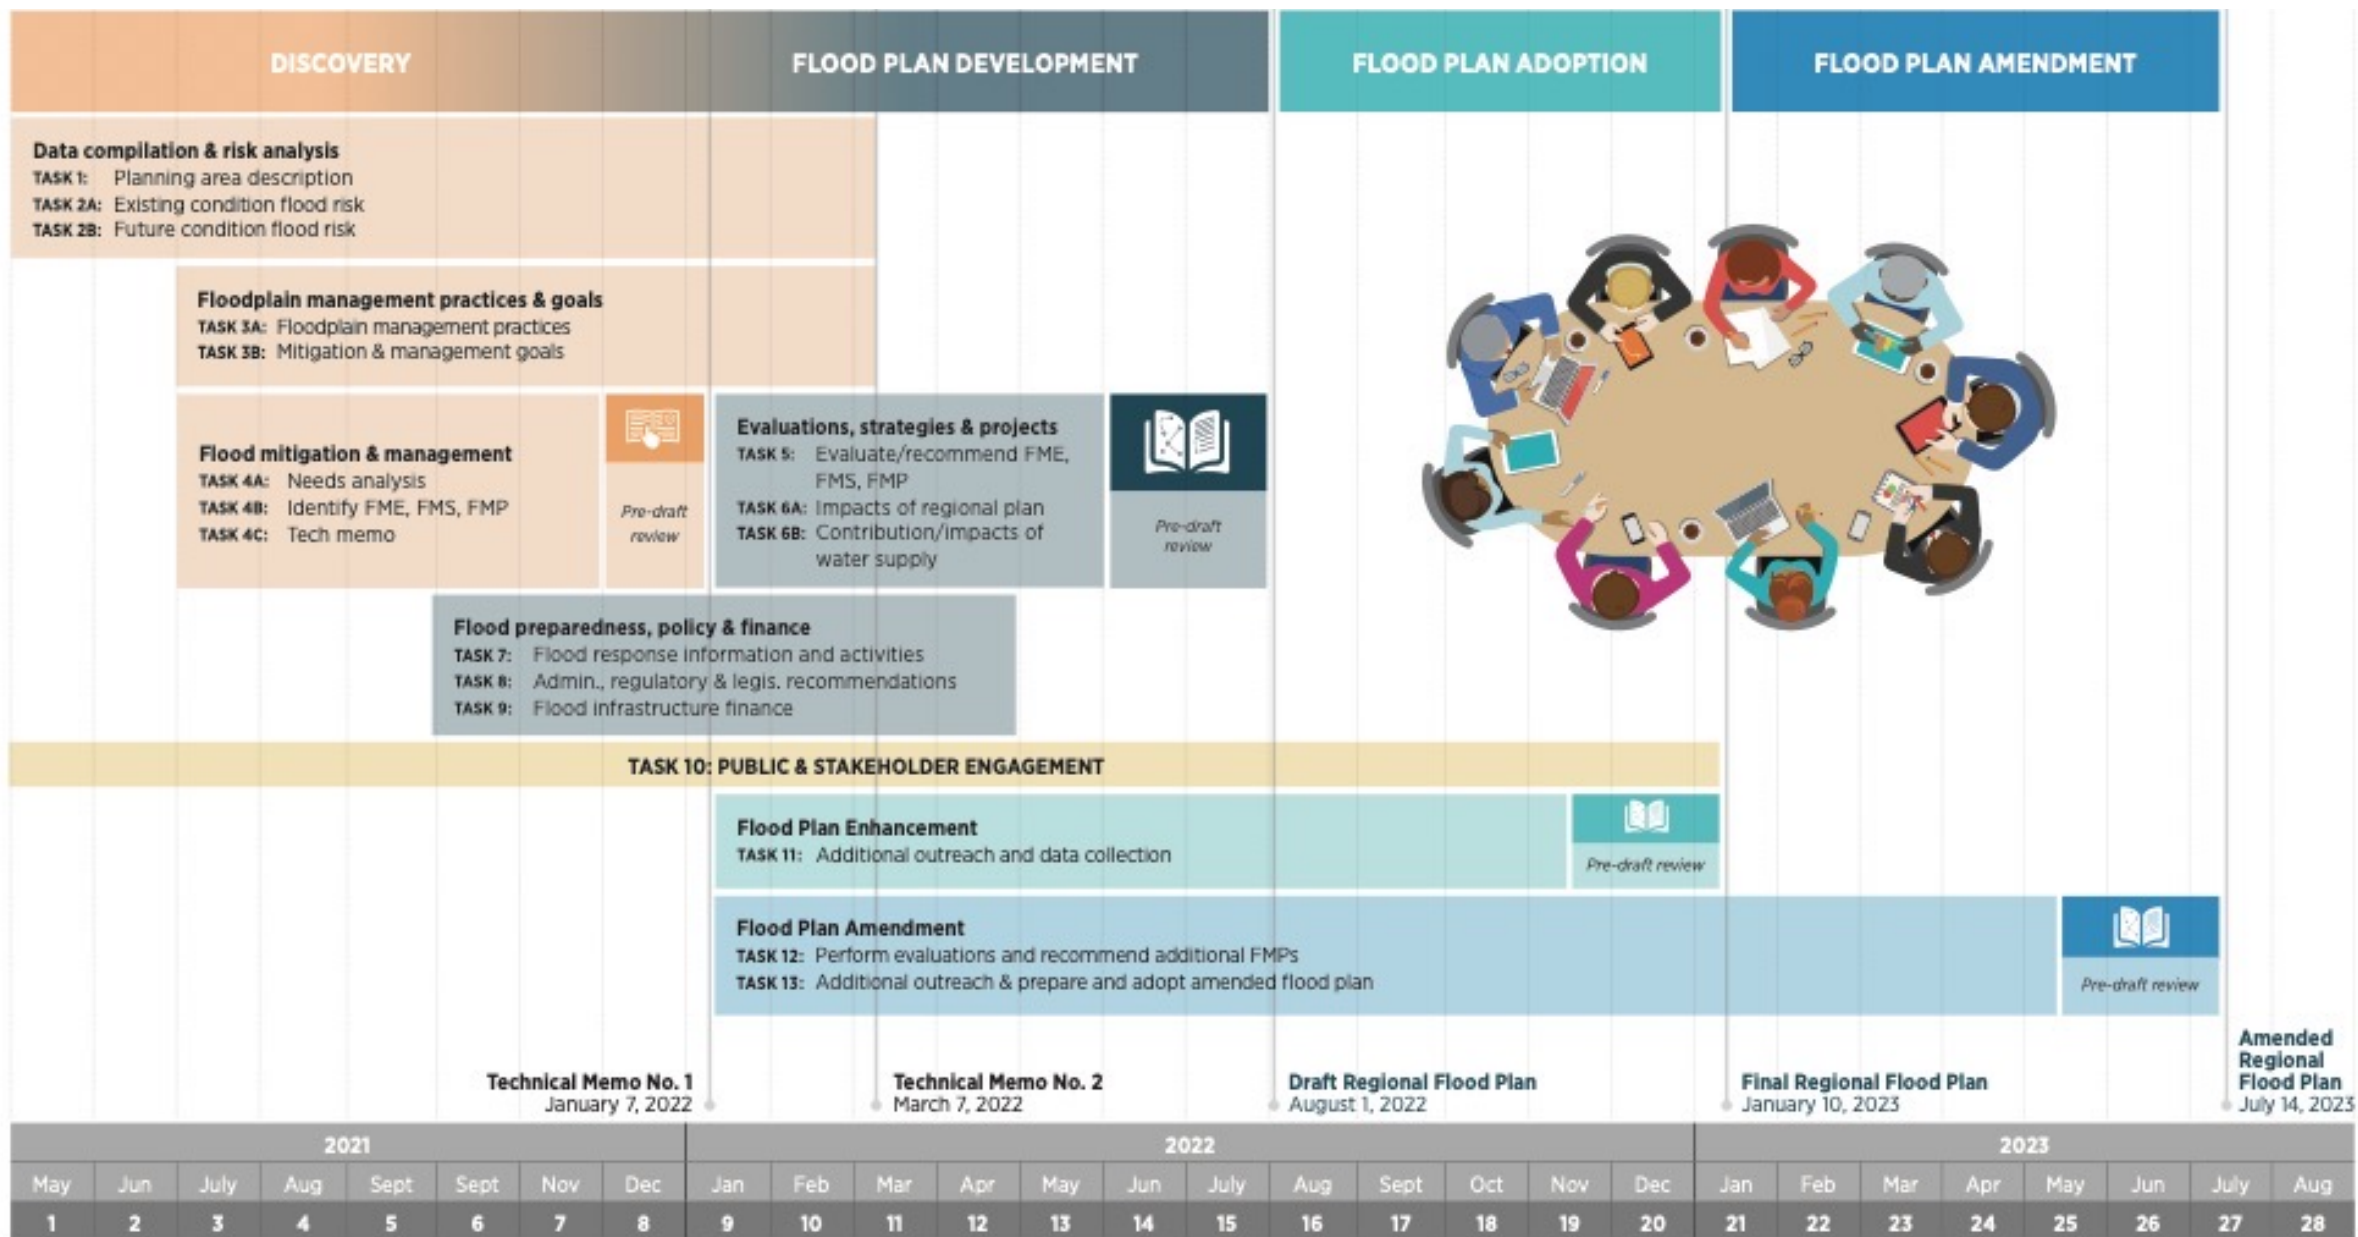 DISCOVERY
FLOOD PLAN DEVELOPMENT
FLOOD PLAN ADOPTION
FLOOD PLAN AMENDMENT
Data compilation & risk analysis
TASK 1: Planning area description
TASK 2A: Existing condition flood risk
TASK 2B: Future condition flood risk
Floodplain management practices & goals
TASK 3A: Floodplain management practices
TASK 3B: Mitigation & management goals
Flood mitigation & management
TASK 4A: Needs analysis
TASK 4B: Identify FME, FMS, FMP
TASK 4C: Tech memo
Pre-draft
review
Evaluations, strategies & projects
TASK 5: Evaluate/recommend FME,
FMS, FMP
TASK 6A: Impacts of regional plan
TASK 6B: Contribution/impacts of
water supply
Pre-draft
review
Flood preparedness, policy & finance
TASK 7: Flood response information and activities
TASK 8: Admin., regulatory & legis. recommendations
TASK 9: Flood infrastructure finance
TASK 10: PUBLIC & STAKEHOLDER ENGAGEMENT
Flood Plan Enhancement
TASK 11: Additional outreach and data collection
Pre-draft review
Flood Plan Amendment
TASK 12: Perform evaluations and recommend additional FMPs
TASK 13: Additional outreach & prepare and adopt amended flood plan
Pre-draft review
Technical Memo No. 1
January 7, 2022
Technical Memo No. 2
March 7, 2022
Draft Regional Flood Plan
August 1, 2022
Final Regional Flood Plan
January 10, 2023
Amended
Regional
Flood Plan
July 14, 2023
2021 2022 2023
May Jun July Aug Sept Sept Nov Dec Jan Feb Mar Apr May Jun July Aug Sept Oct Nov Dec Jan Feb Mar Apr May Jun July Aug
1 2 3 4 5 6 7 8 9 10 11 12 13 14 15 16 17 18 19 20 21 22 23 24 25 26 27 28